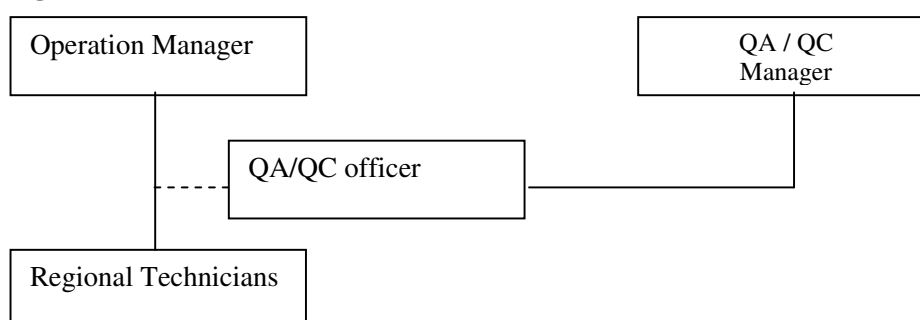 Operation Manager
QA / QC
Manager
QA/QC officer
Regional Technicians